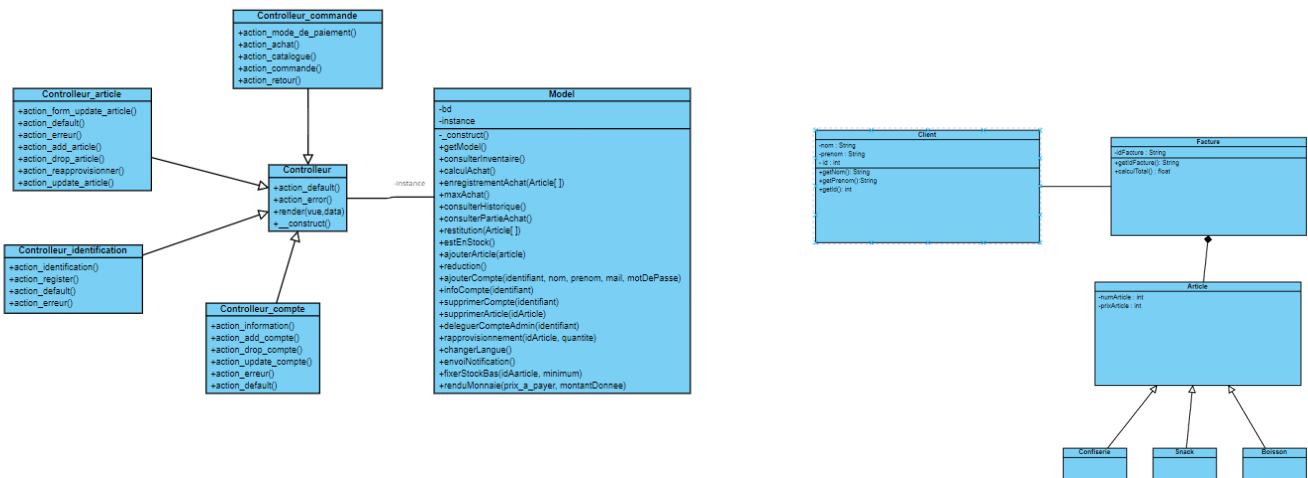 Controlleur_commande
+action_mode_de_paiement()
+action_achat()
+action_catalogue()
+action_commande()
+action_retour()
Controlleur_article
+action_form_update_article()
+action_default()
+action_erreur()
+action_add_article()
+action_drop_article()
+action_reapprovisionner()
+action_update_article()
Controlleur
+action_default()
+action_error()
+render(vue,data)
+__construct()
-instance
Controlleur_identification
+action_identification()
+action_register()
+action_default()
+action_erreur()
Controlleur_compte
+action_information()
+action_add_compte()
+action_drop_compte()
+action_update_compte()
+action_erreur()
+action_default()
Model
-bd
-instance
-_construct()
+getModel()
+consulterInventaire()
+calculAchat()
+enregistrementAchat(Article[ ])
+maxAchat()
+consulterHistorique()
+consulterPartieAchat()
+restitution(Article[ ])
+estEnStock()
+ajouterArticle(article)
+reduction()
+ajouterCompte(identifiant, nom, prenom, mail, motDePasse)
+infoCompte(identifiant)
+supprimerCompte(identifiant)
+supprimerArticle(idArticle)
+deleguerCompteAdmin(identifiant)
+rapprovisionnement(idArticle, quantite)
+changerLangue()
+envoiNotification()
+fixerStockBas(idAarticle, minimum)
+renduMonnaie(prix_a_payer, montantDonnee)
Client
-nom : String
-prenom : String
- id : int
+getNom(): String
+getPrenom():String
+getId(): int
Facture
-idFacture : String
+getIdFacture(): String
+calculTotal() : float
Article
-numArticle : int
-prixArticle : int
Confiserie
Snack
Boisson